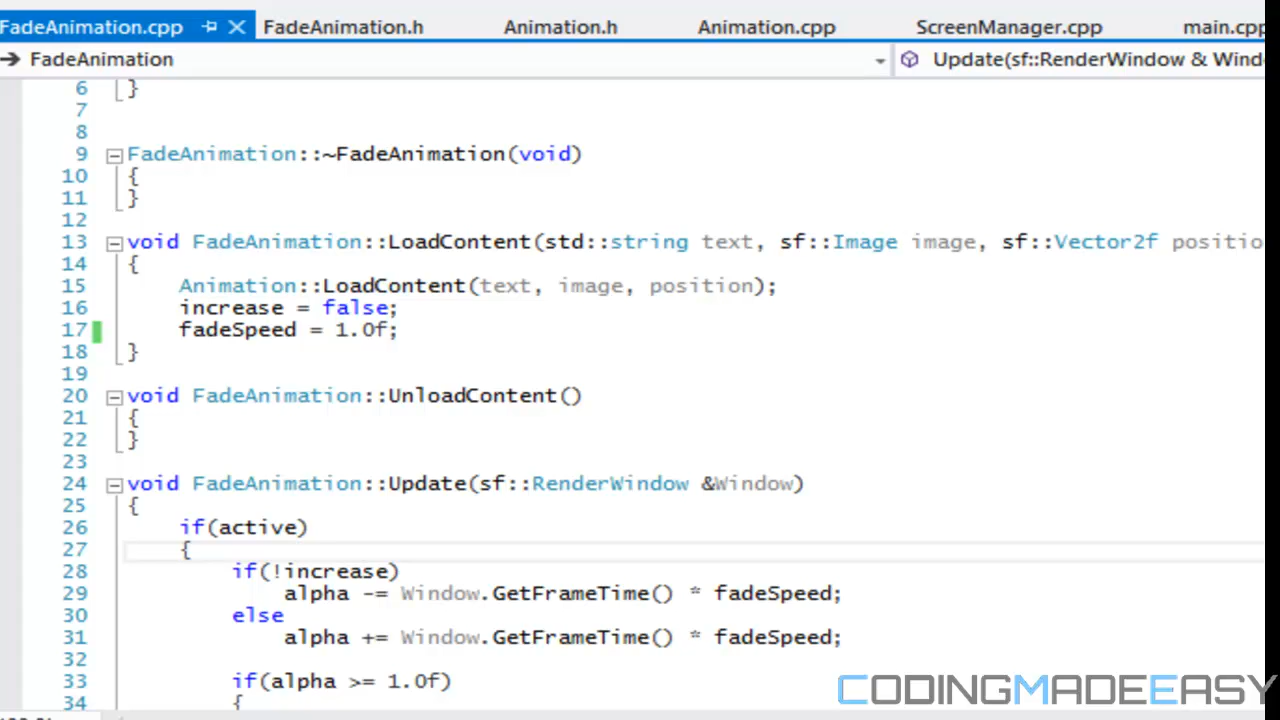 FadeAnimation.cpp FadeAnimation.h Animation.h Animation.cpp ScreenManager.cpp main.cpp
FadeAnimation Update(sf::RenderWindow & Wind
6 }
7
8
9 FadeAnimation::~FadeAnimation(void)
10 {
11 }
12
13 void FadeAnimation::LoadContent(std::string text, sf::Image image, sf::Vector2f positio
14 {
15 Animation::LoadContent(text, image, position);
16 increase = false;
17 fadeSpeed = 1.0f;
18 }
19
20 void FadeAnimation::UnloadContent()
21 {
22 }
23
24 void FadeAnimation::Update(sf::RenderWindow &Window)
25 {
26 if(active)
27 {
28 if(!increase)
29 alpha -= Window.GetFrameTime() * fadeSpeed;
30 else
31 alpha += Window.GetFrameTime() * fadeSpeed;
32
33 if(alpha >= 1.0f)
34 {
CODINGMADEEASY